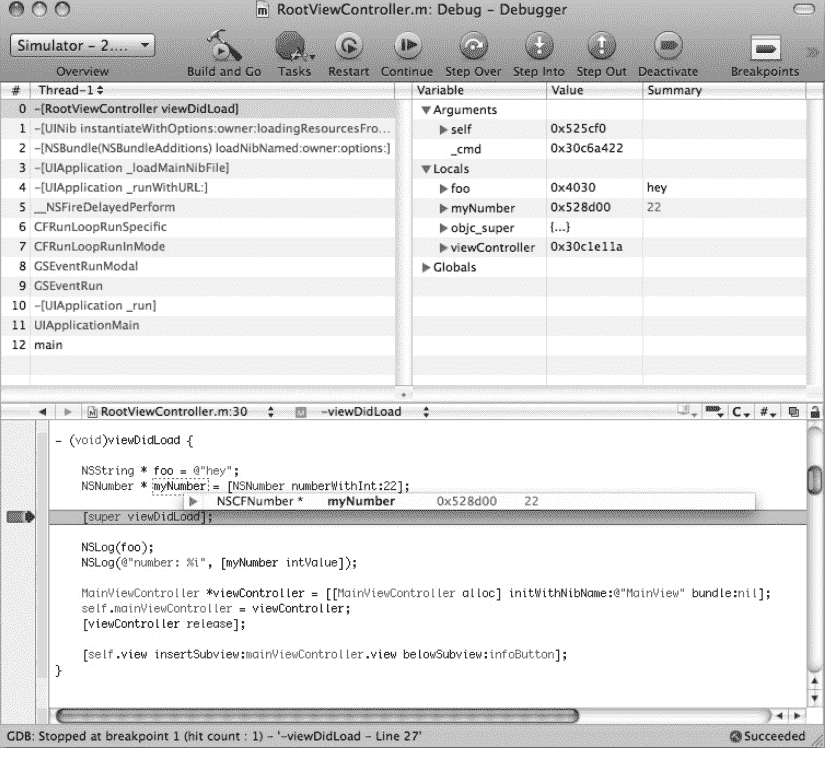 RootViewController.m: Debug - Debugger
Simulator - 2....
Overview Build and Go Tasks Restart Continue Step Over Step Into Step Out Deactivate Breakpoints
# Thread-1
0 -[RootViewController viewDidLoad]
1 -[UINib instantiateWithOptions:owner:loadingResourcesFro...
2 -[NSBundle(NSBundleAdditions) loadNibNamed:owner:options:]
3 -[UIApplication _loadMainNibFile]
4 -[UIApplication _runWithURL:]
5 __NSFireDelayedPerform
6 CFRunLoopRunSpecific
7 CFRunLoopRunInMode
8 GSEventRunModal
9 GSEventRun
10 -[UIApplication _run]
11 UIApplicationMain
12 main
Variable Value Summary
Arguments
self 0x525cf0
_cmd 0x30c6a422
Locals
foo 0x4030 hey
myNumber 0x528d00 22
objc_super {...}
viewController 0x30c1e11a
Globals
RootViewController.m:30 M -viewDidLoad C #
- (void)viewDidLoad {
NSString * foo = @"hey";
NSNumber * myNumber = [NSNumber numberWithInt:22];
NSCFNumber * myNumber 0x528d00 22
[super viewDidLoad];
NSLog(foo);
NSLog(@"number: %i", [myNumber intValue]);
MainViewController *viewController = [[MainViewController alloc] initWithNibName:@"MainView" bundle:nil];
self.mainViewController = viewController;
[viewController release];
[self.view insertSubview:mainViewController.view belowSubview:infoButton];
}
GDB: Stopped at breakpoint 1 (hit count : 1) - '-viewDidLoad - Line 27' Succeeded